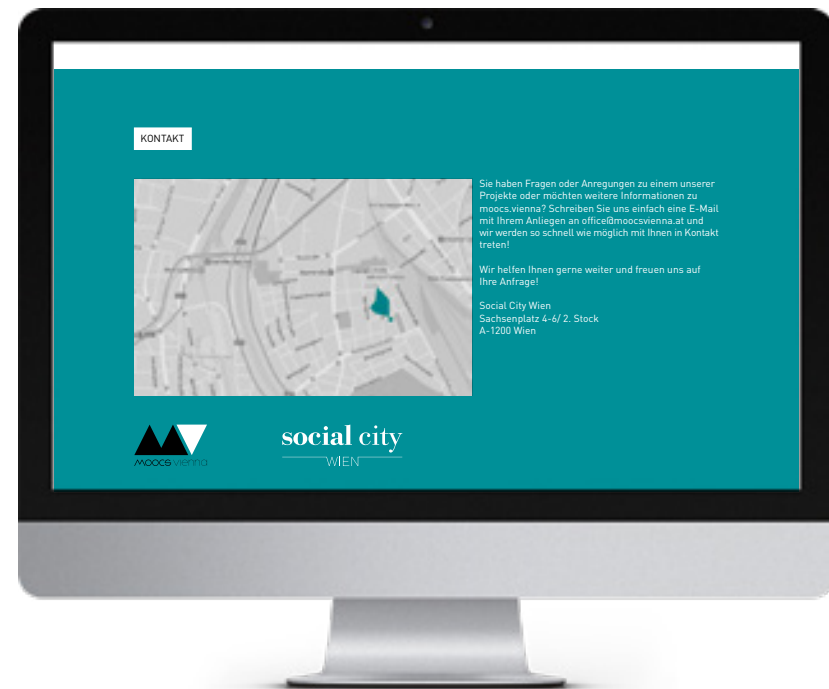 KONTAKT
Sie haben Fragen oder Anregungen zu einem unserer
Projekte oder möchten weitere Informationen zu
moocs.vienna? Schreiben Sie uns einfach eine E-Mail
mit Ihrem Anliegen an office@moocsvienna.at und
wir werden so schnell wie möglich mit Ihnen in Kontakt
treten!
Wir helfen Ihnen gerne weiter und freuen uns auf
Ihre Anfrage!
Social City Wien
Sachsenplatz 4-6/ 2. Stock
A-1200 Wien
MOOCS vienna
social city
WIEN